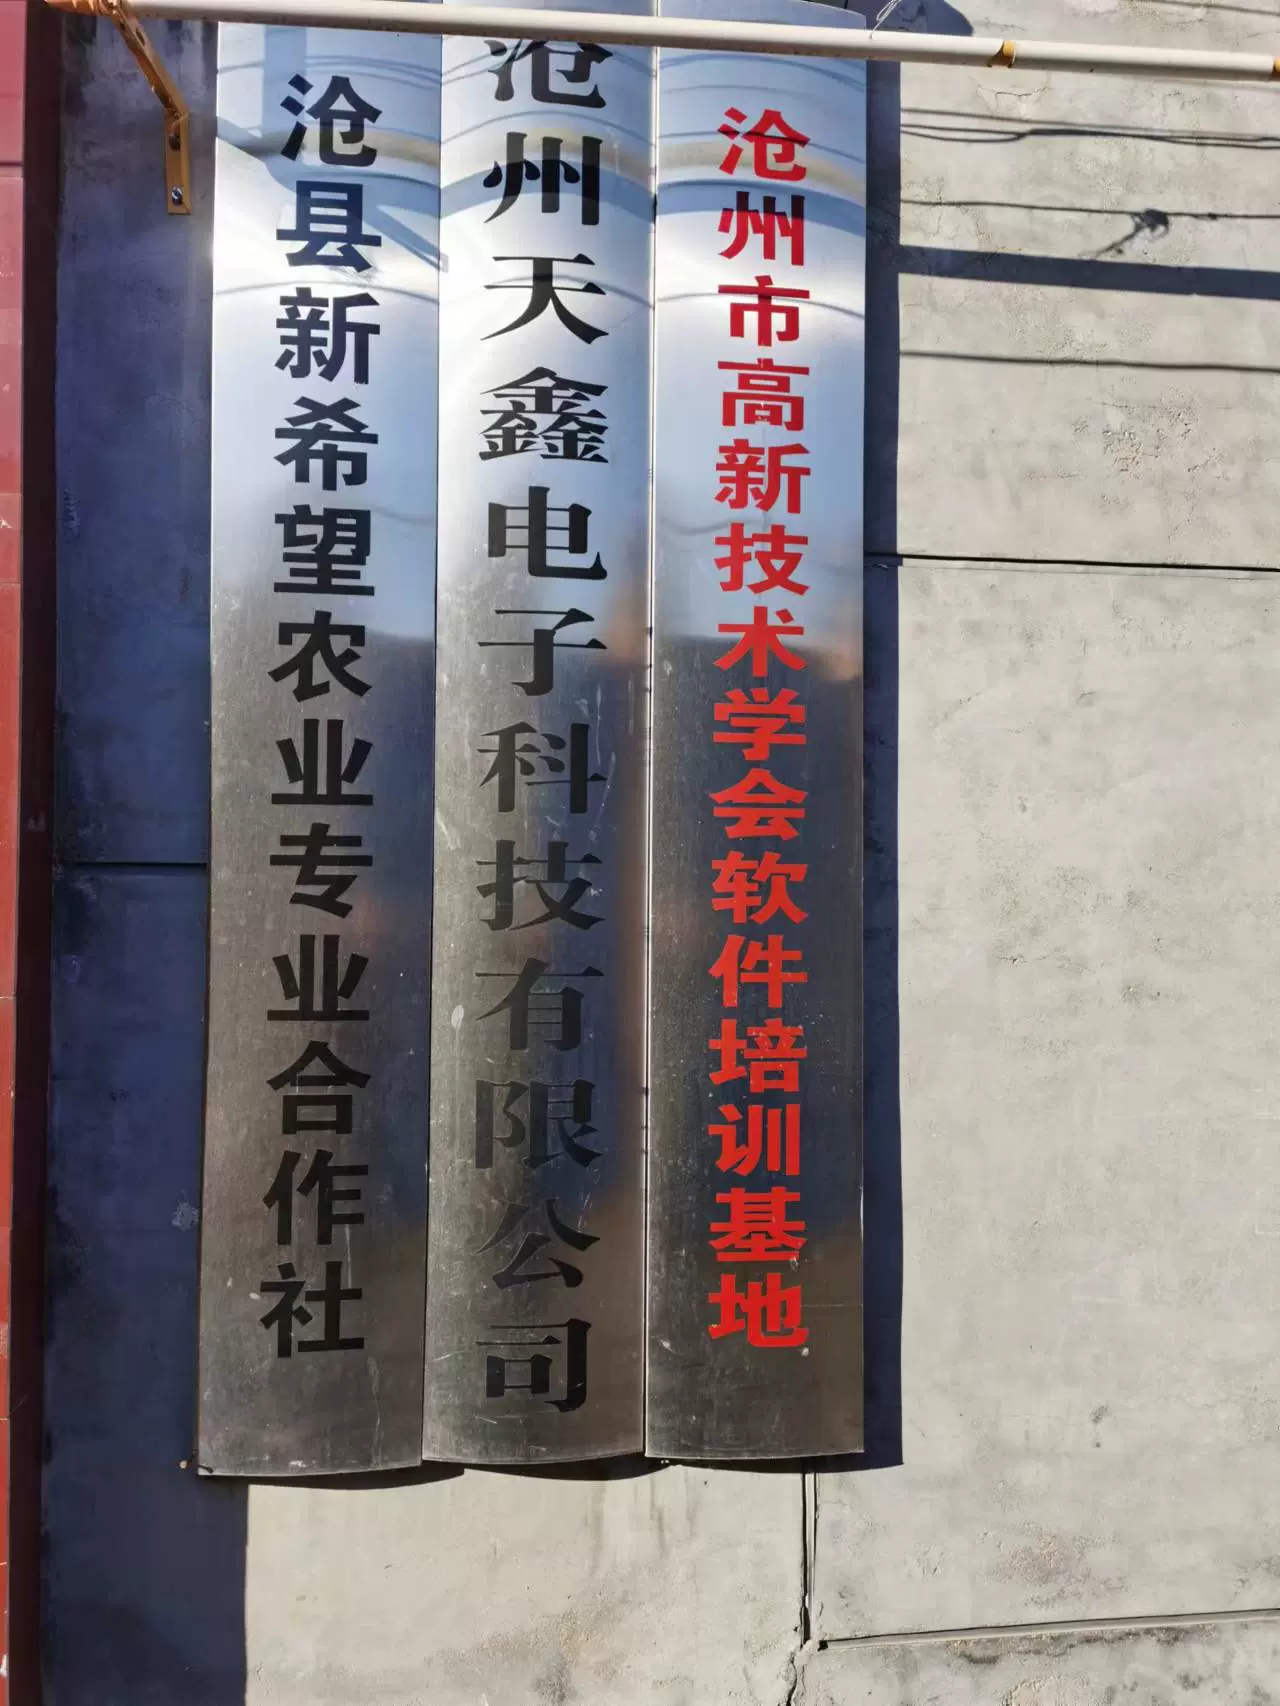 沧县新希望农业专业合作社
沧州天鑫电子科技有限公司
沧州市高新技术学会软件培训基地